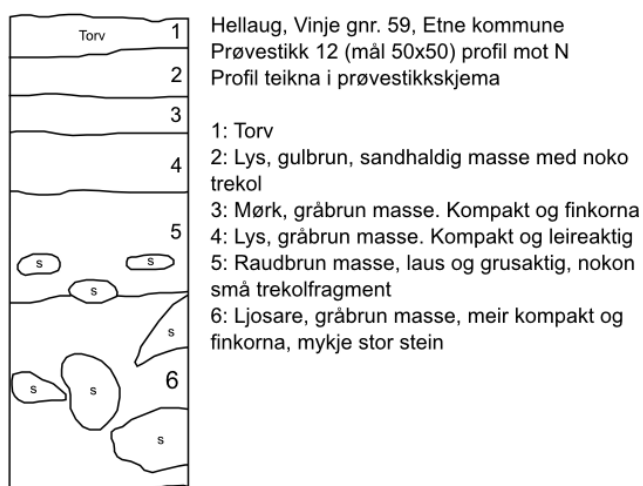 Torv
1
2
3
4
5
s
s
s
s
6
s
s
s
Hellaug, Vinje gnr. 59, Etne kommune
Prøvestikk 12 (mål 50x50) profil mot N
Profil teikna i prøvestikkskjema
1: Torv
2: Lys, gulbrun, sandhaldig masse med noko
trekol
3: Mørk, gråbrun masse. Kompakt og finkorna
4: Lys, gråbrun masse. Kompakt og leireaktig
5: Raudbrun masse, laus og grusaktig, nokon
små trekolfragment
6: Ljosare, gråbrun masse, meir kompakt og
finkorna, mykje stor stein